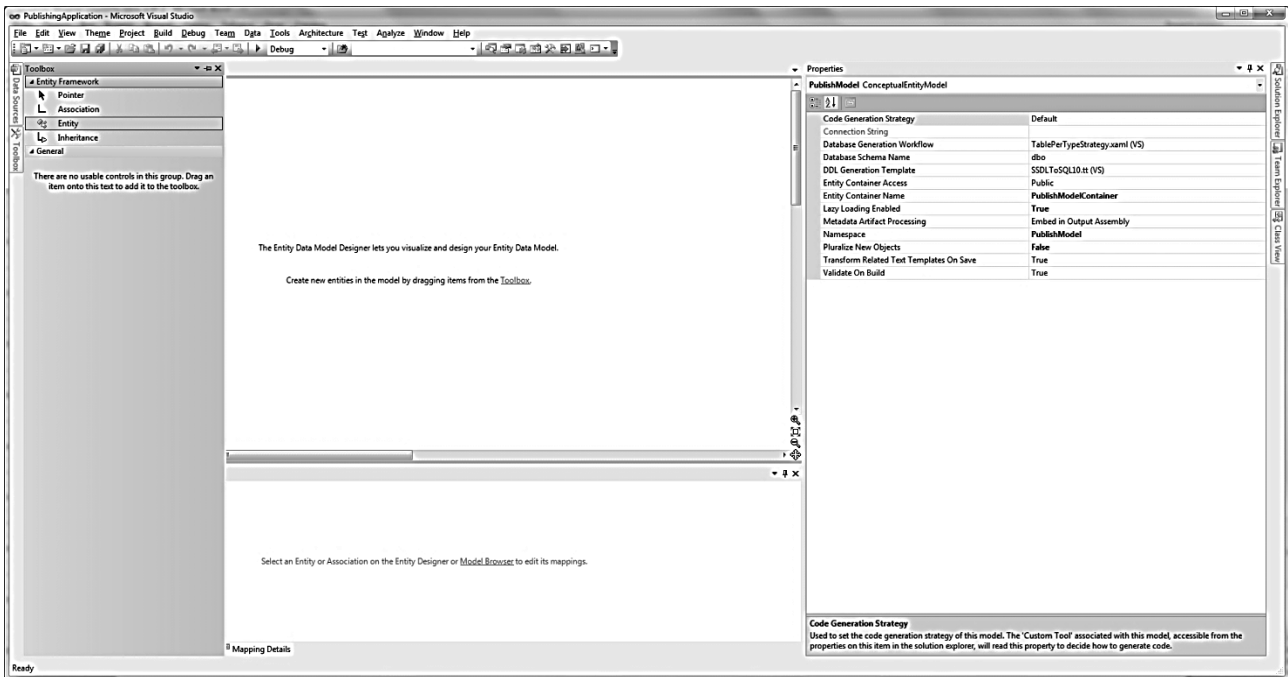 PublishingApplication - Microsoft Visual Studio
File Edit View Theme Project Build Debug Team Data Tools Architecture Test Analyze Window Help
Debug
Toolbox
Entity Framework
Pointer
Association
Entity
Inheritance
General
There are no usable controls in this group. Drag an
item onto this text to add it to the toolbox.
Data Sources
Toolbox
The Entity Data Model Designer lets you visualize and design your Entity Data Model.
Create new entities in the model by dragging items from the Toolbox.
Select an Entity or Association on the Entity Designer or Model Browser to edit its mappings.
Mapping Details
Properties
PublishModel ConceptualEntityModel
Code Generation Strategy Default
Connection String
Database Generation Workflow TablePerTypeStrategy.xaml (VS)
Database Schema Name dbo
DDL Generation Template SSDLToSQL10.tt (VS)
Entity Container Access Public
Entity Container Name PublishModelContainer
Lazy Loading Enabled True
Metadata Artifact Processing Embed in Output Assembly
Namespace PublishModel
Pluralize New Objects False
Transform Related Text Templates On Save True
Validate On Build True
Code Generation Strategy
Used to set the code generation strategy of this model. The 'Custom Tool' associated with this model, accessible from the
properties on this item in the solution explorer, will read this property to decide how to generate code.
Solution Explorer
Team Explorer
Class View
Ready